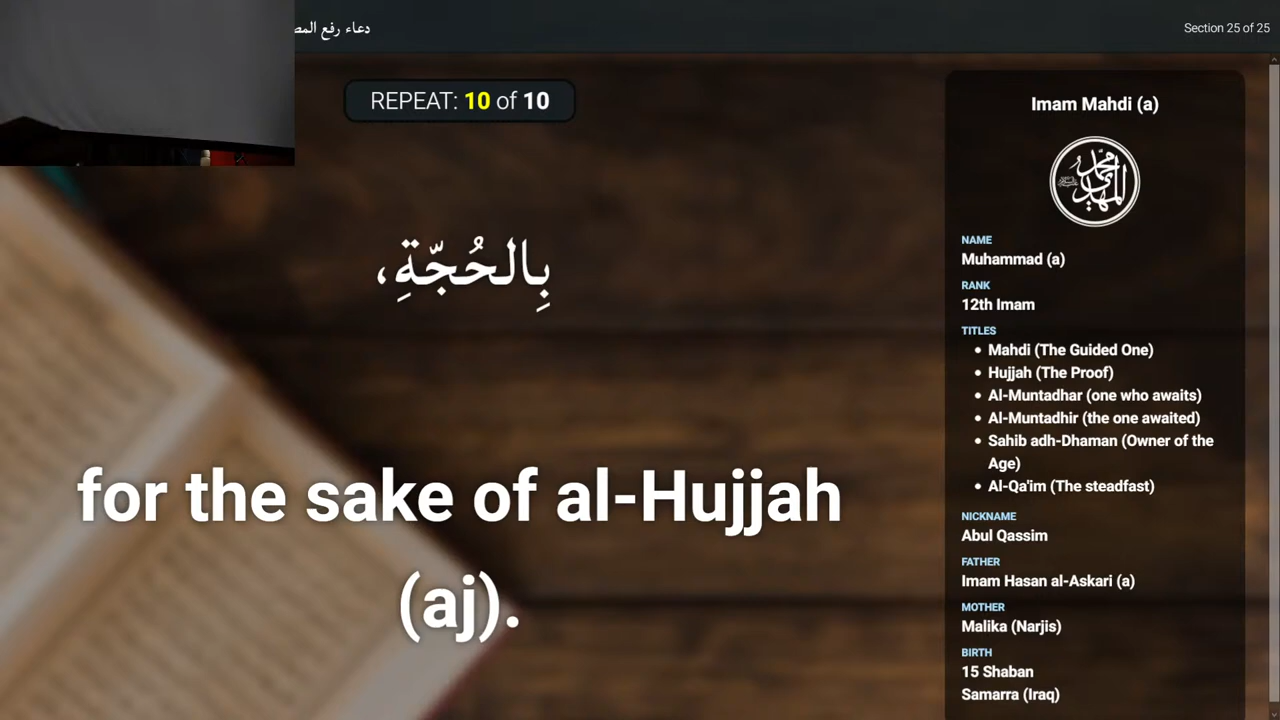 دعاء رفع
Section 25 of 25
REPEAT: 10 of 10
بِالحُجّةِ،
for the sake of al-Hujjah
(aj).
Imam Mahdi (a)
محمد المهدي
NAME
Muhammad (a)
RANK
12th Imam
TITLES
• Mahdi (The Guided One)
• Hujjah (The Proof)
• Al-Muntadhar (one who awaits)
• Al-Muntadhir (the one awaited)
• Sahib adh-Dhaman (Owner of the
Age)
• Al-Qa'im (The steadfast)
NICKNAME
Abul Qassim
FATHER
Imam Hasan al-Askari (a)
MOTHER
Malika (Narjis)
BIRTH
15 Shaban
Samarra (Iraq)